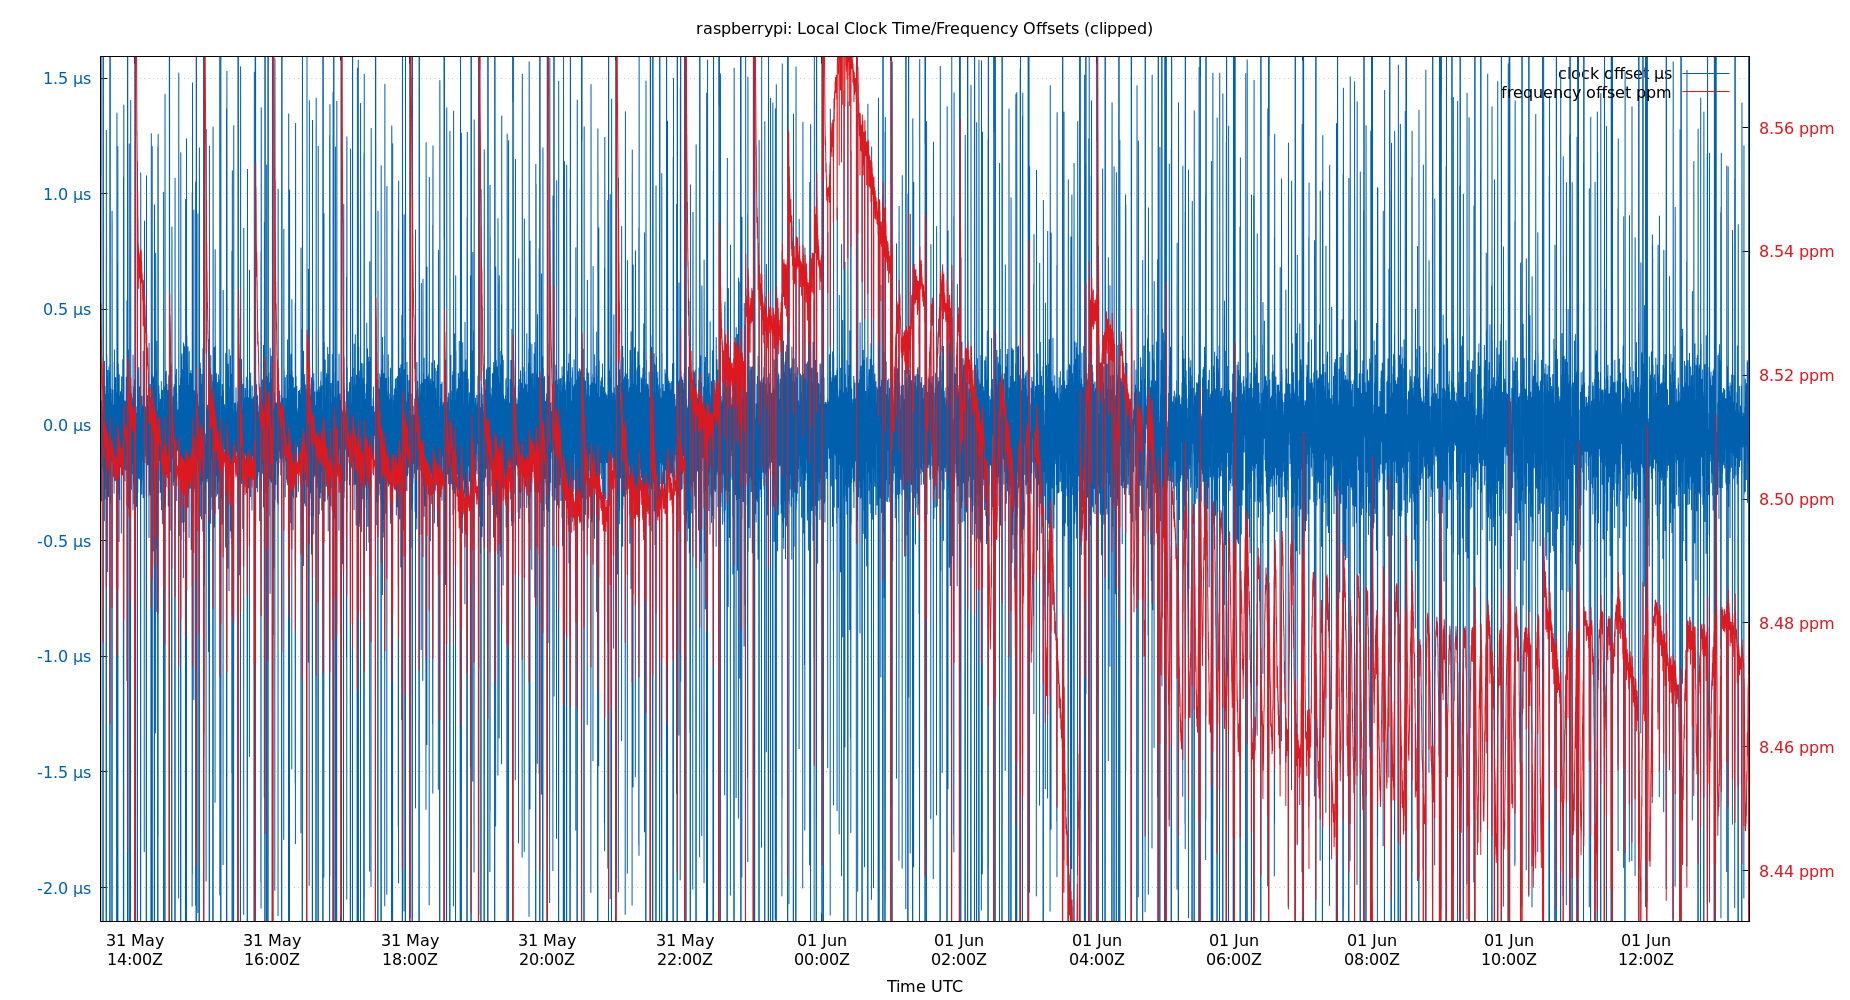 raspberrypi: Local Clock Time/Frequency Offsets (clipped)
clock offset µs
frequency offset ppm
1.5 µs
1.0 µs
0.5 µs
0.0 µs
-0.5 µs
-1.0 µs
-1.5 µs
-2.0 µs
8.56 ppm
8.54 ppm
8.52 ppm
8.50 ppm
8.48 ppm
8.46 ppm
8.44 ppm
31 May
14:00Z
31 May
16:00Z
31 May
18:00Z
31 May
20:00Z
31 May
22:00Z
01 Jun
00:00Z
01 Jun
02:00Z
01 Jun
04:00Z
01 Jun
06:00Z
01 Jun
08:00Z
01 Jun
10:00Z
01 Jun
12:00Z
Time UTC